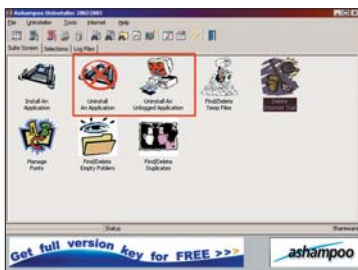 Ashampoo Uninstaller 2002/2003
File Uninstaller Tools Internet Help
Suite Screen Selections Log Files
Install An Application
Uninstall An Application
Uninstall An Unlogged Application
Find/Delete Temp Files
Delete Internet Trail
Manage Fonts
Find/Delete Empty Folders
Find/Delete Duplicates
Status
Shareware
Get full version key for FREE >>>
ashampoo